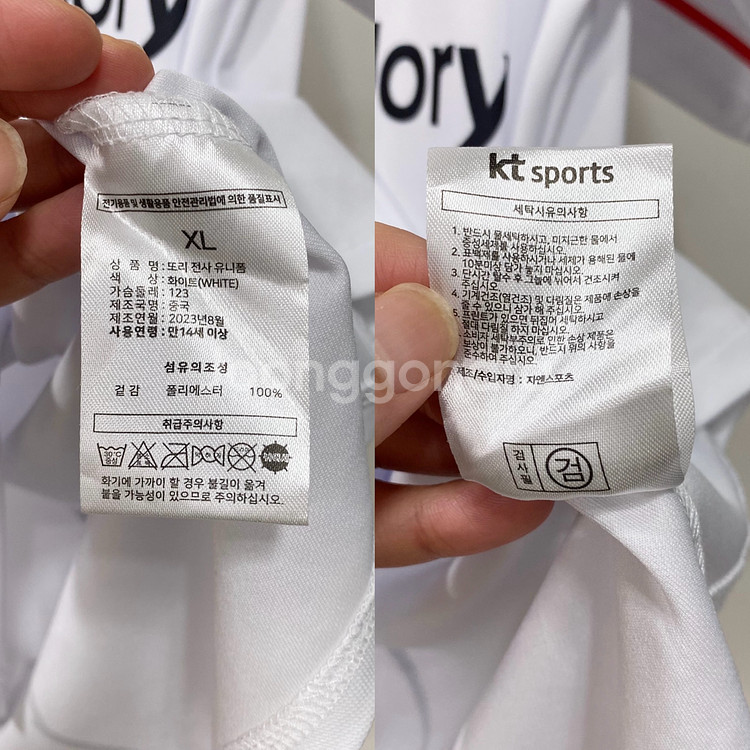 ory
전기용품 및 생활용품 안전관리법에 의한 품질표시
XL
상 품 명 : 또리 전사 유니폼
색 상 : 화이트(WHITE)
가슴둘레 : 123
제조국명 : 중국
제조연월 : 2023년8월
사용연령 : 만14세 이상
섬유의조성
겉감 폴리에스터 100%
취급주의사항
30℃
중성
화기에 가까이 할 경우 불길이 옮겨
붙을 가능성이 있으므로 주의하십시오.
lory
kt sports
세탁시유의사항
1. 반드시 물세탁하시고, 미지근한 물에서
중성세제를 사용하십시오.
2. 표백제를 사용하시거나 세제가 용해된 물에
10분이상 담가 놓지 마십시오.
3. 단시간 탈수 후 그늘에 뉘어서 건조시켜
주십시오.
4. 기계건조(열건조) 및 다림질은 제품에 손상을
줄수 있으니 삼가 해 주십시오.
5. 프린트가 있으면 뒤집어 세탁하시고
절대 다림질 하지 마십시오.
소비자 세탁부주의로 인한 손상 제품은
보상이 불가하오니, 반드시 위의 사항을
준수하여주십시오.
제조/수입자명 : 지앤스포츠
검사필
검